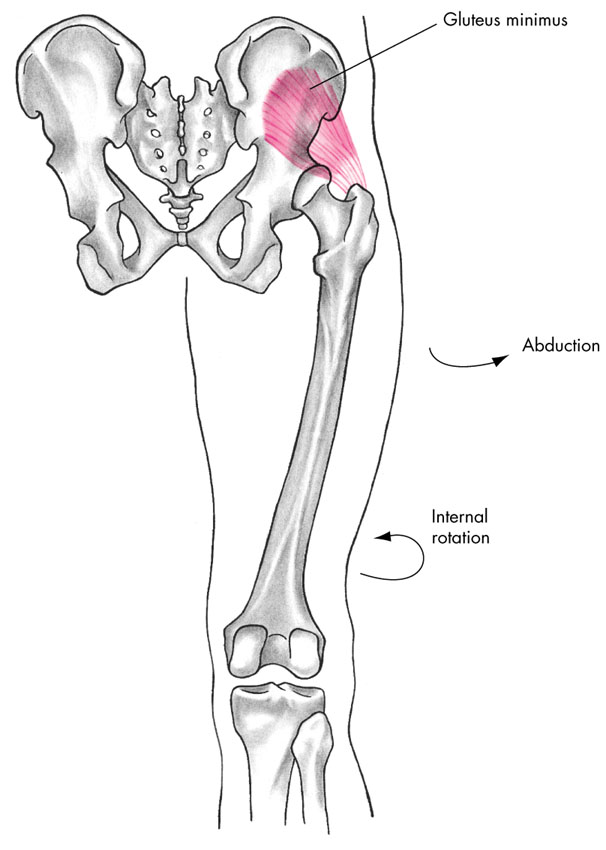 Gluteus minimus
Abduction
Internal
rotation